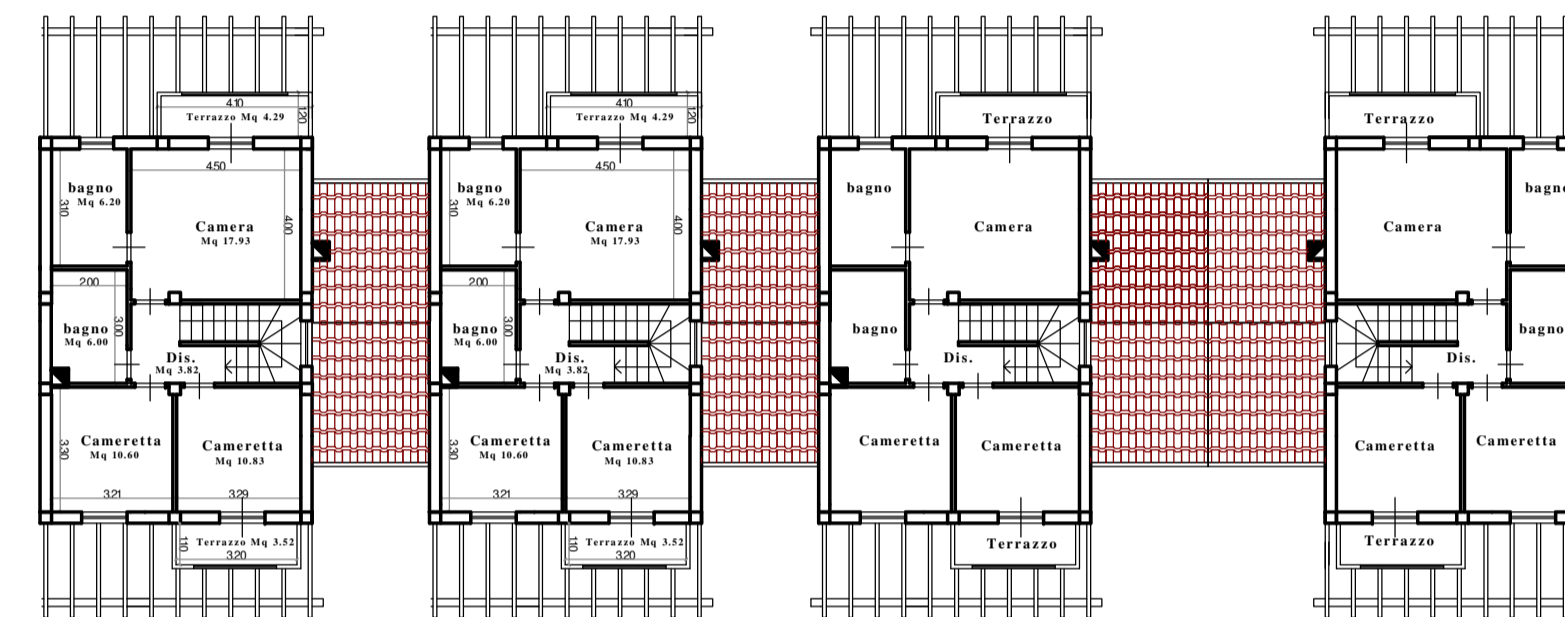 4.10
Terrazzo Mq 4.29
1.20
4.50
bagno
Mq 6.20
3.10
Camera
Mq 17.93
4.00
2.00
bagno
Mq 6.00
3.00
Dis.
Mq 3.82
Cameretta
Mq 10.60
3.30
3.21
Cameretta
Mq 10.83
3.29
Terrazzo Mq 3.52
1.10
3.20
4.10
Terrazzo Mq 4.29
1.20
4.50
bagno
Mq 6.20
3.10
Camera
Mq 17.93
4.00
2.00
bagno
Mq 6.00
3.00
Dis.
Mq 3.82
Cameretta
Mq 10.60
3.30
3.21
Cameretta
Mq 10.83
3.29
Terrazzo Mq 3.52
1.10
3.20
Terrazzo
bagno
Camera
bagno
Dis.
Cameretta
Cameretta
Terrazzo
Terrazzo
Camera
bagno
bagno
Dis.
Cameretta
Cameretta
Terrazzo